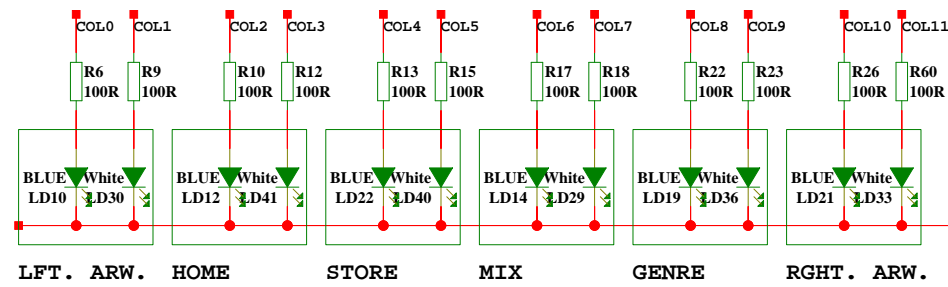 COL0 COL1 COL2 COL3 COL4 COL5 COL6 COL7 COL8 COL9 COL10 COL11
R6 R9 R10 R12 R13 R15 R17 R18 R22 R23 R26 R60
100R 100R 100R 100R 100R 100R 100R 100R 100R 100R 100R 100R
BLUE White BLUE White BLUE White BLUE White BLUE White BLUE White
LD10 LD30 LD12 LD41 LD22 LD40 LD14 LD29 LD19 LD36 LD21 LD33
LFT. ARW. HOME STORE MIX GENRE RGHT. ARW.